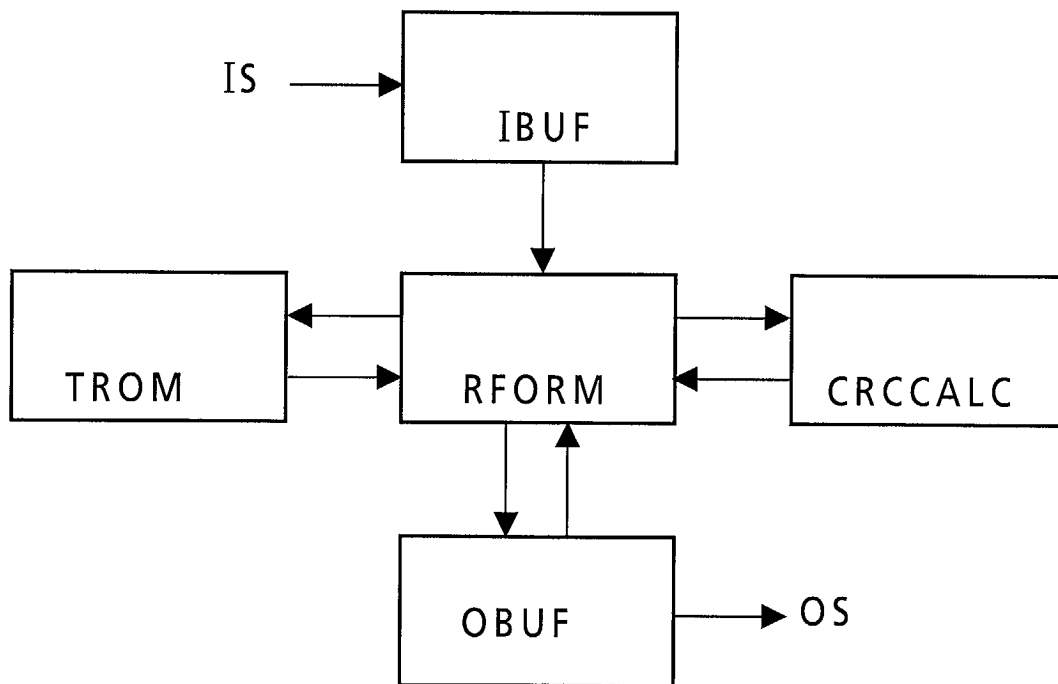 IS
IBUF
TROM
RFORM
CRCCALC
OBUF
OS